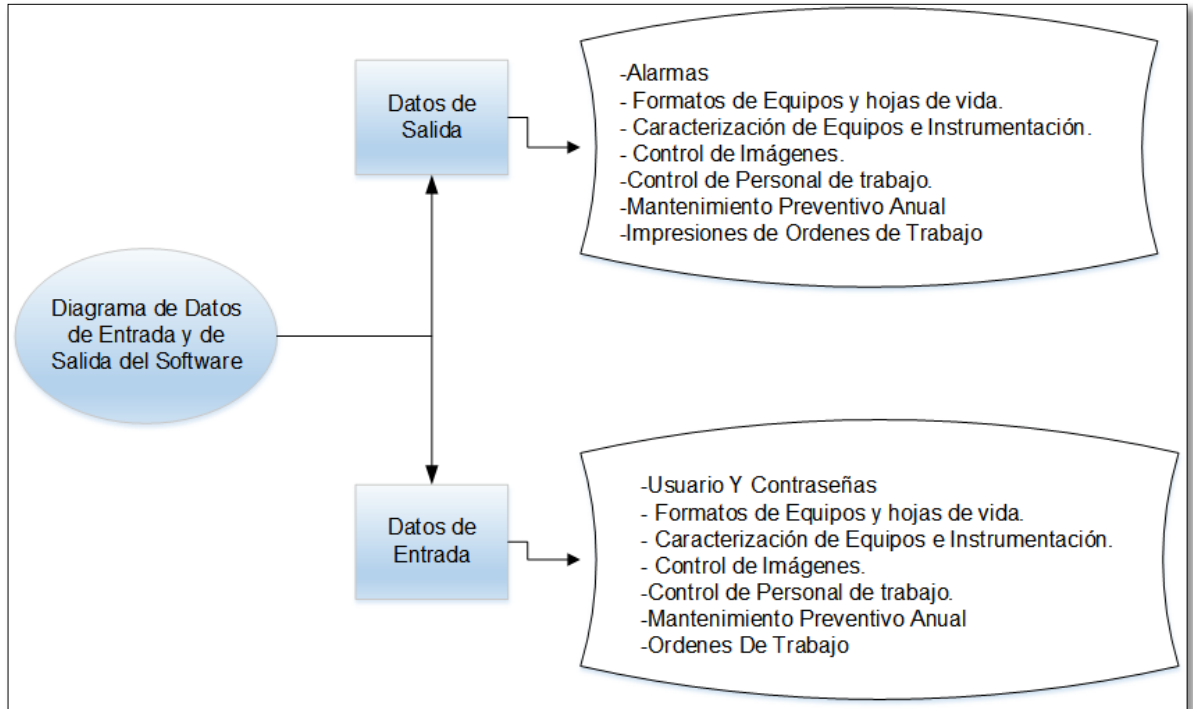 Datos de
Salida
-Alarmas
- Formatos de Equipos y hojas de vida.
- Caracterización de Equipos e Instrumentación.
- Control de Imágenes.
-Control de Personal de trabajo.
-Mantenimiento Preventivo Anual
-Impresiones de Ordenes de Trabajo
Diagrama de Datos
de Entrada y de
Salida del Software
Datos de
Entrada
-Usuario Y Contraseñas
- Formatos de Equipos y hojas de vida.
- Caracterización de Equipos e Instrumentación.
- Control de Imágenes.
-Control de Personal de trabajo.
-Mantenimiento Preventivo Anual
-Ordenes De Trabajo